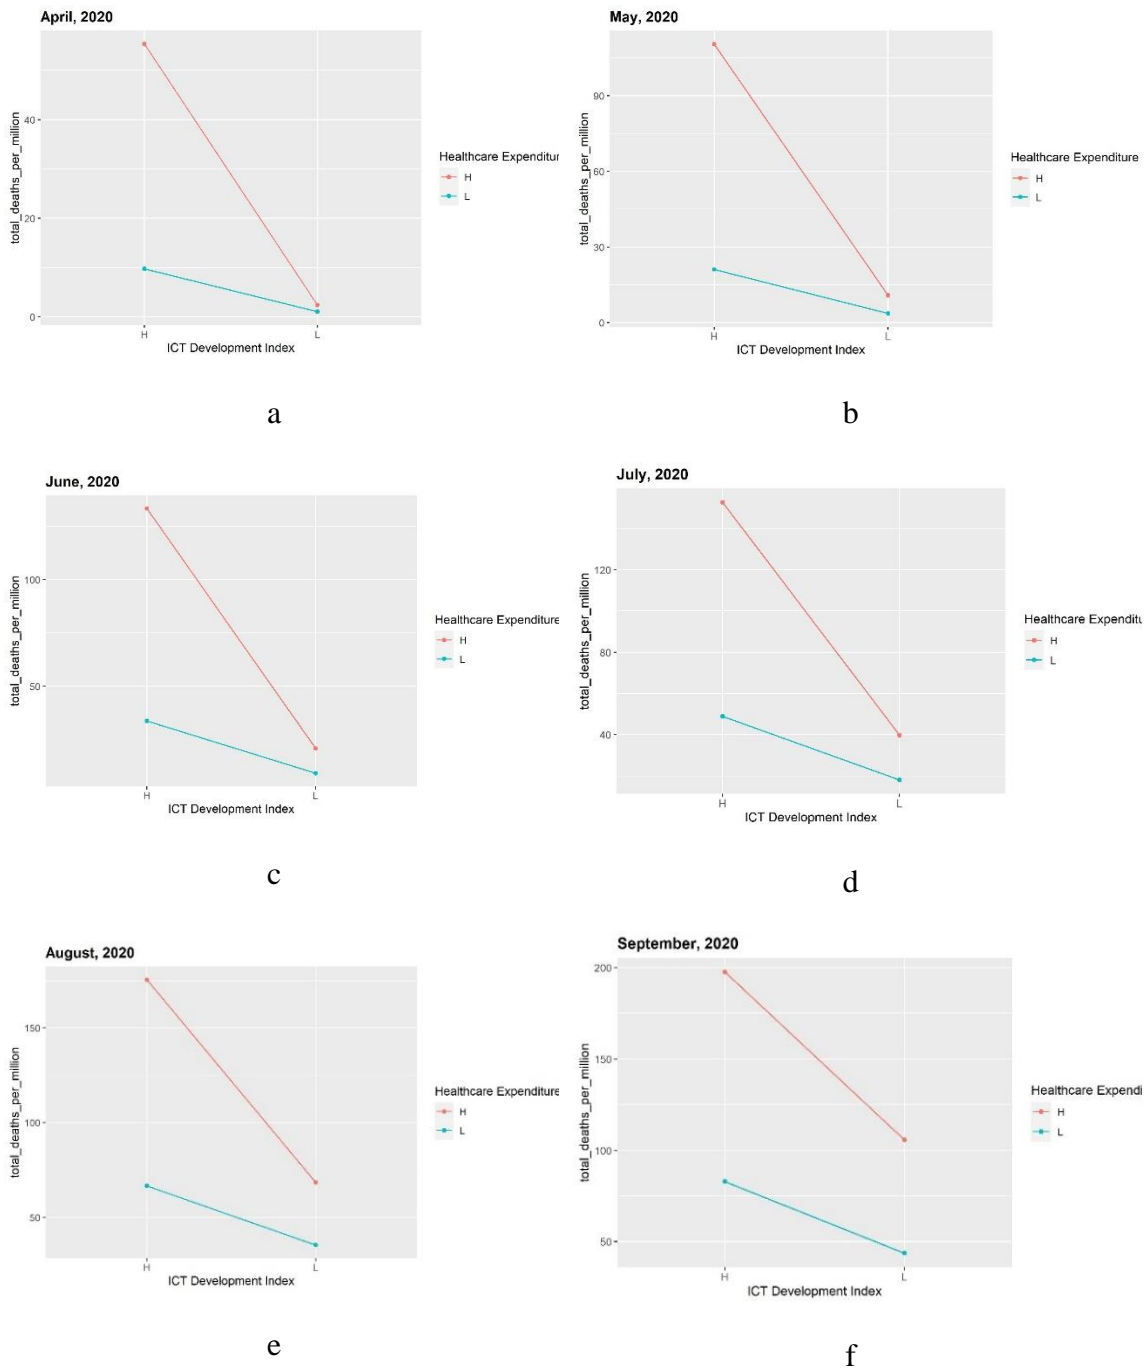 April, 2020
total_deaths_per_million
40
20
0
H
L
ICT Development Index
Healthcare Expenditur
H
L
a
May, 2020
total_deaths_per_million
90
60
30
0
H
L
ICT Development Index
Healthcare Expenditure
H
L
b
June, 2020
total_deaths_per_million
100
50
H
L
ICT Development Index
Healthcare Expenditure
H
L
c
July, 2020
total_deaths_per_million
120
80
40
H
L
ICT Development Index
Healthcare Expenditu
H
L
d
August, 2020
total_deaths_per_million
150
100
50
H
L
ICT Development Index
Healthcare Expenditure
H
L
e
September, 2020
total_deaths_per_million
200
150
100
50
H
L
ICT Development Index
Healthcare Expendi
H
L
f